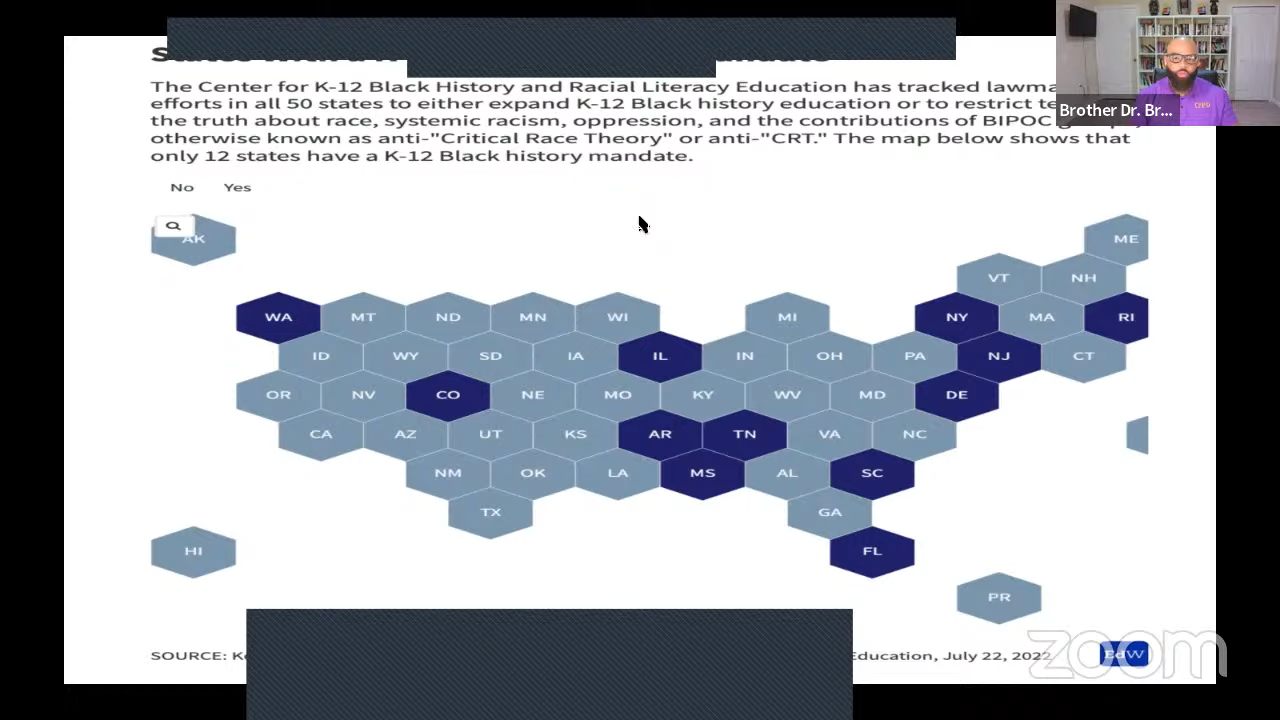 The Center for K-12 Black History and Racial Literacy Education has tracked
efforts in all 50 states to either expand K-12 Black history education or to restrict
the truth about race, systemic racism, oppression, and the contributions of BIPOC
otherwise known as anti-"Critical Race Theory" or anti-"CRT." The map below shows that
only 12 states have a K-12 Black history mandate.
Brother Dr. Br...
No Yes
AK ME
VT NH
WA MT ND MN WI MI NY MA RI
ID WY SD IA IL IN OH PA NJ CT
OR NV CO NE MO KY WV MD DE
CA AZ UT KS AR TN VA NC
NM OK LA MS AL SC
TX GA
HI FL
PR
SOURCE: Education, July 22, 2022
EdW
zoom